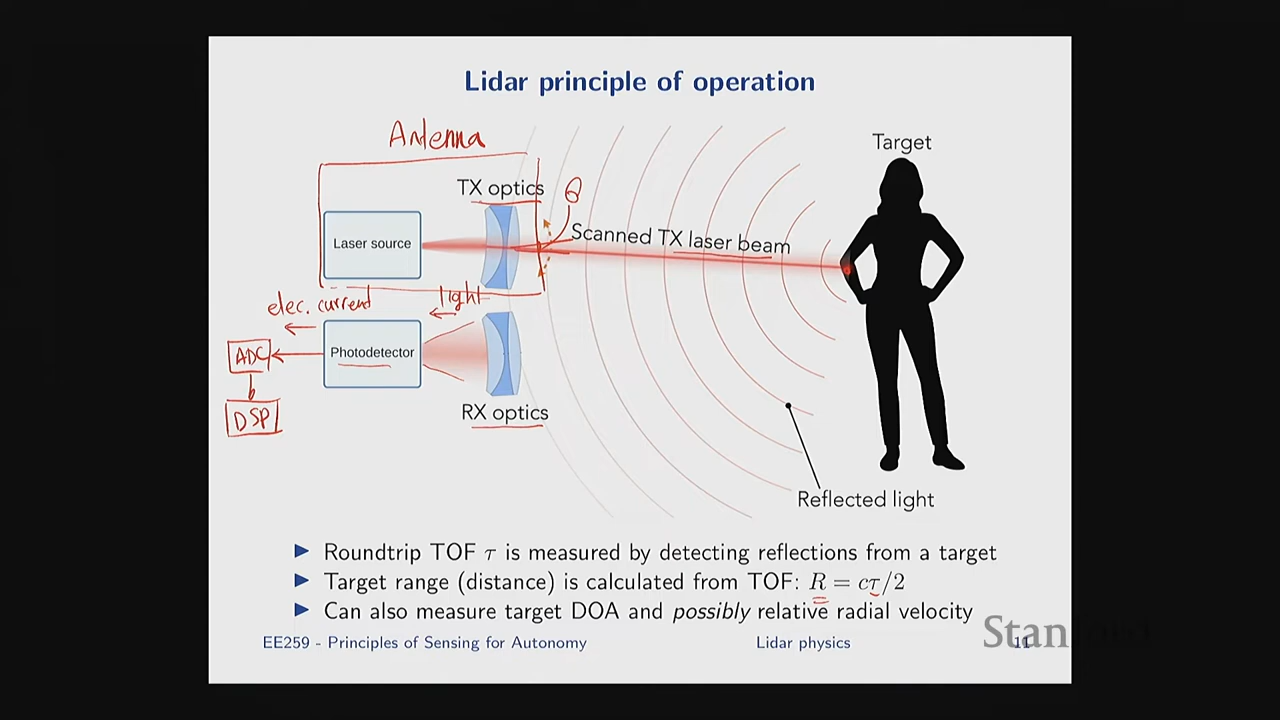 Lidar principle of operation
Antenna
Target
TX optics
θ
Laser source
Scanned TX laser beam
elec. current
light
ADC
Photodetector
DSP
RX optics
Reflected light
▶ Roundtrip TOF τ is measured by detecting reflections from a target
▶ Target range (distance) is calculated from TOF: R = cτ/2
▶ Can also measure target DOA and possibly relative radial velocity
EE259 - Principles of Sensing for Autonomy
Lidar physics
11
Stanford